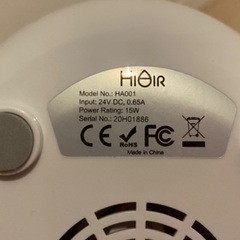 HiAir
Model No.: HA001
Input: 24V DC, 0.65A
Power Rating: 15W
Serial No.: 20H01886
CE RoHS FC
Made in China